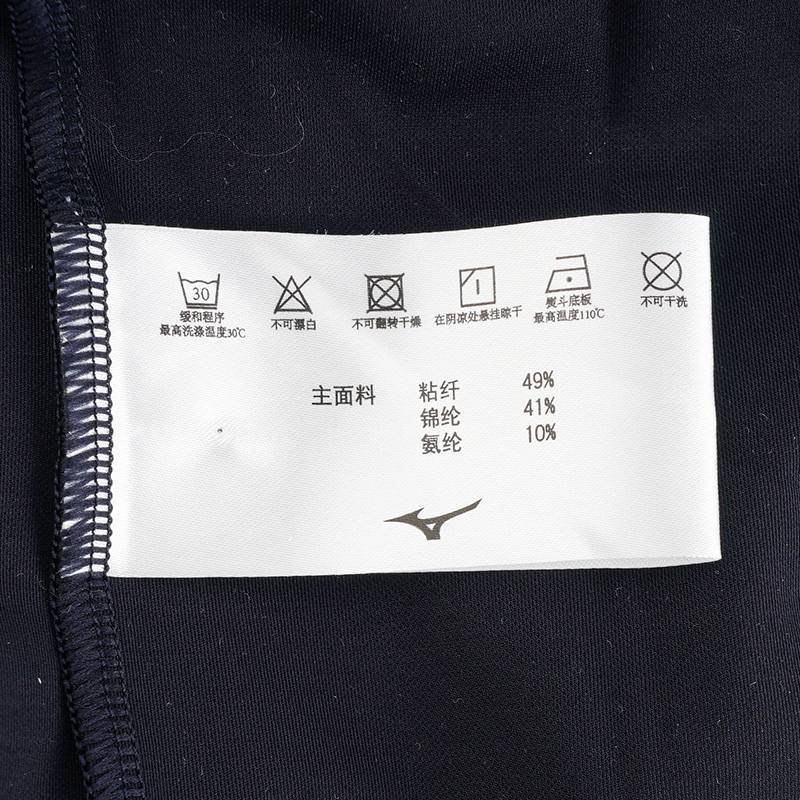 30
缓和程序
最高洗涤温度30℃
不可漂白
不可翻转干燥
在阴凉处悬挂晾干
熨斗底板
最高温度110℃
不可干洗
主面料 粘纤 49%
锦纶 41%
氨纶 10%